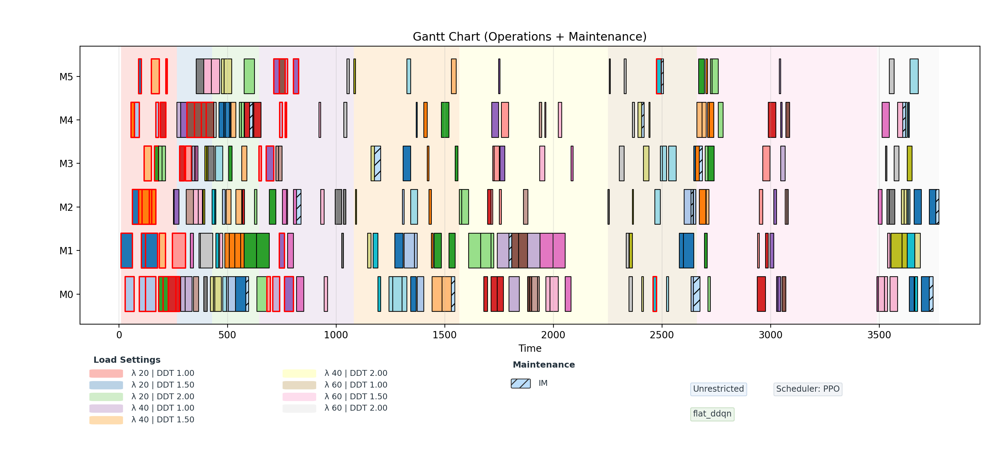 Gantt Chart (Operations + Maintenance)
M5
M4
M3
M2
M1
M0
0 500 1000 1500 2000 2500 3000 3500
Time
Load Settings
λ 20 | DDT 1.00
λ 20 | DDT 1.50
λ 20 | DDT 2.00
λ 40 | DDT 1.00
λ 40 | DDT 1.50
λ 40 | DDT 2.00
λ 60 | DDT 1.00
λ 60 | DDT 1.50
λ 60 | DDT 2.00
Maintenance
IM
Unrestricted
Scheduler: PPO
flat_ddqn